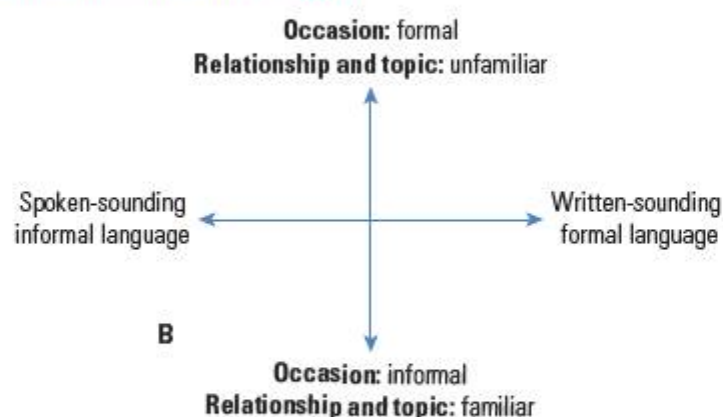 Occasion: formal
Relationship and topic: unfamiliar
Spoken-sounding
informal language
Written-sounding
formal language
B
Occasion: informal
Relationship and topic: familiar